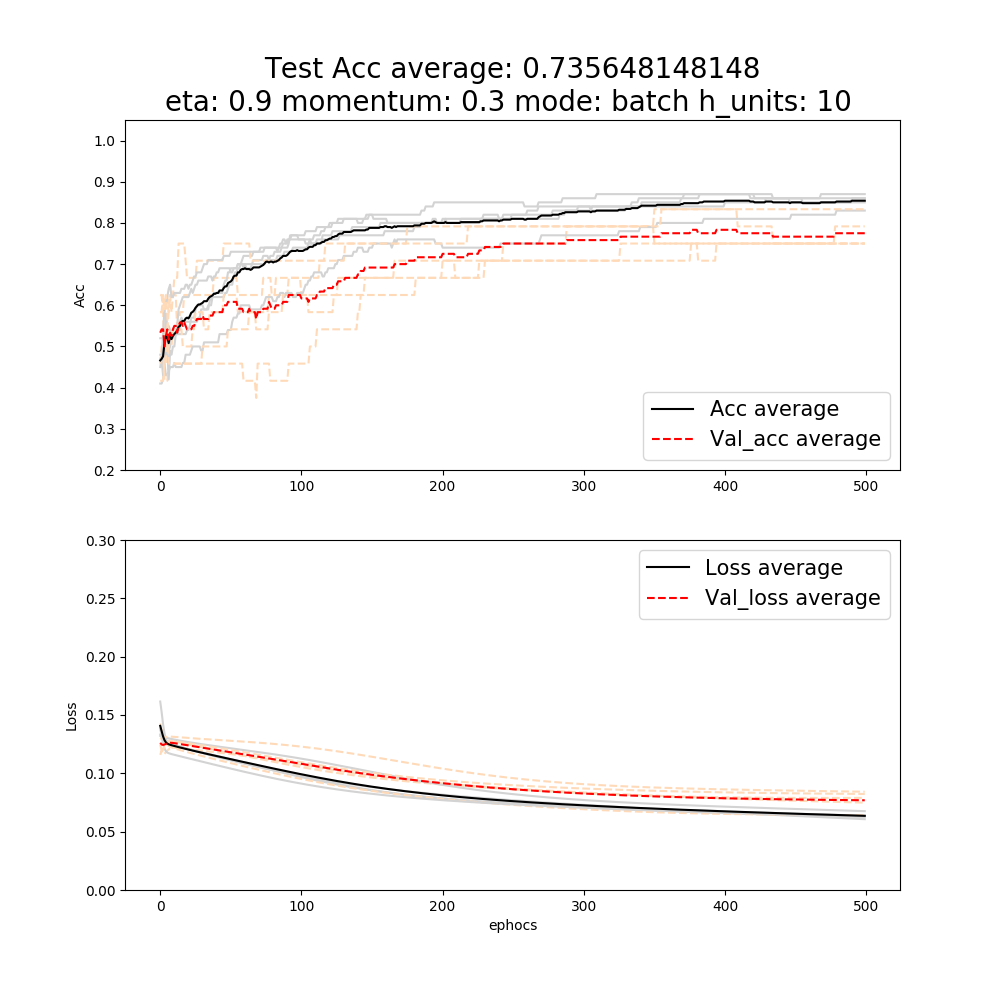 Test Acc average: 0.735648148148
eta: 0.9 momentum: 0.3 mode: batch h_units: 10
1.0
0.9
0.8
0.7
0.6
0.5
0.4
0.3
0.2
Acc
Acc average
Val_acc average
0 100 200 300 400 500
0.30
0.25
0.20
0.15
0.10
0.05
0.00
Loss
Loss average
Val_loss average
0 100 200 300 400 500
ephocs